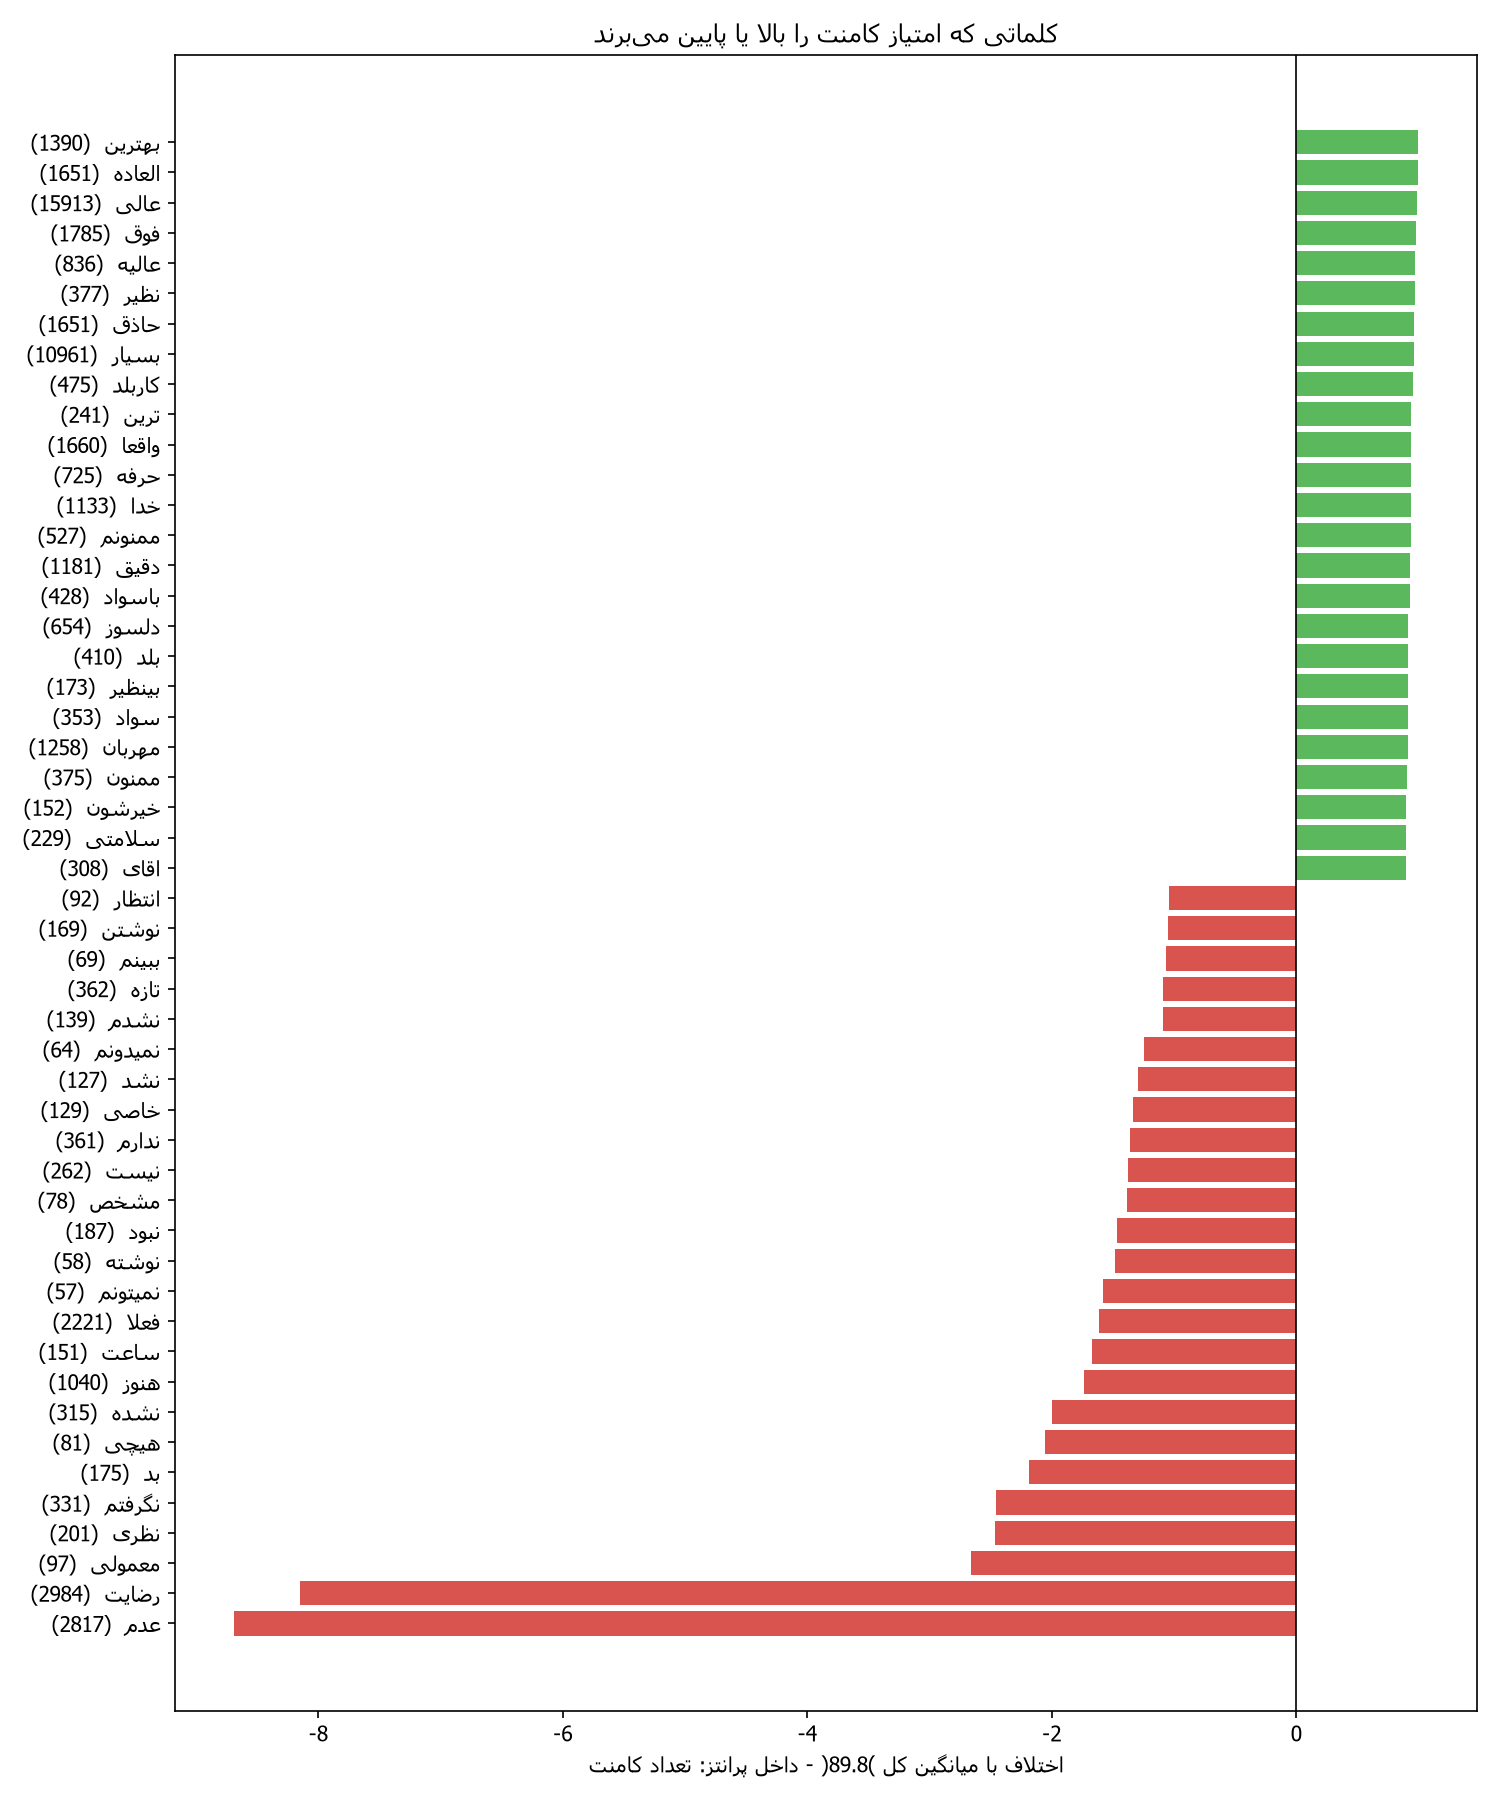 کلماتی که امتیاز کامنت را بالا یا پایین می‌برند
بهترین (1390)
العاده (1651)
عالی (15913)
فوق (1785)
عالیه (836)
نظیر (377)
حاذق (1651)
بسیار (10961)
کاربلد (475)
ترین (241)
واقعا (1660)
حرفه (725)
خدا (1133)
ممنونم (527)
دقیق (1181)
باسواد (428)
دلسوز (654)
بلد (410)
بینظیر (173)
سواد (353)
مهربان (1258)
ممنون (375)
خیرشون (152)
سلامتی (229)
اقای (308)
انتظار (92)
نوشتن (169)
ببینم (69)
تازه (362)
نشدم (139)
نمیدونم (64)
نشد (127)
خاصی (129)
ندارم (361)
نیست (262)
مشخص (78)
نبود (187)
نوشته (58)
نمیتونم (57)
فعلا (2221)
ساعت (151)
هنوز (1040)
نشده (315)
هیچی (81)
بد (175)
نگرفتم (331)
نظری (201)
معمولی (97)
رضایت (2984)
عدم (2817)
-8 -6 -4 -2 0
اختلاف با میانگین کل )89.8( - داخل پرانتز: تعداد کامنت